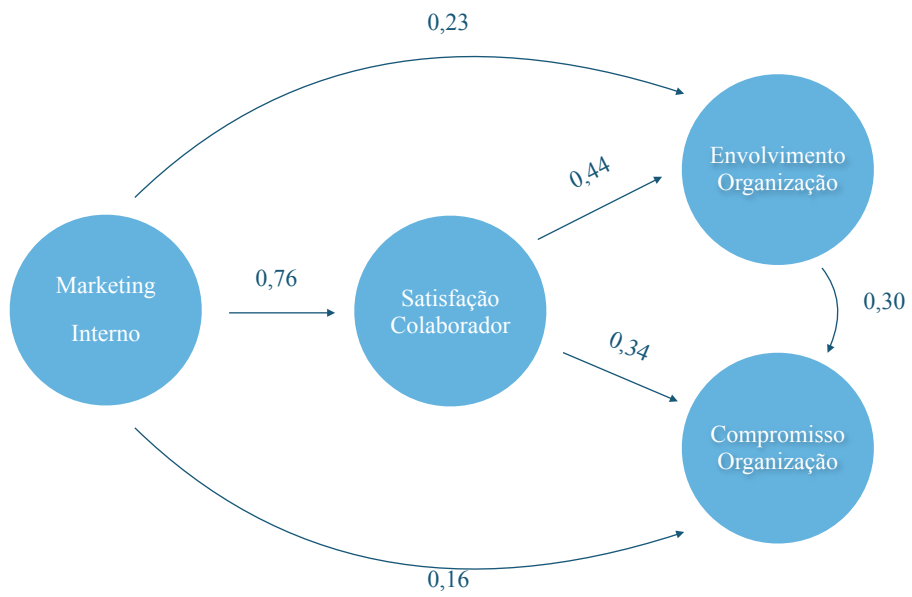 0,23
Envolvimento
Organização
0,44
Marketing
Interno
0,76
Satisfação
Colaborador
0,30
0,34
Compromisso
Organização
0,16